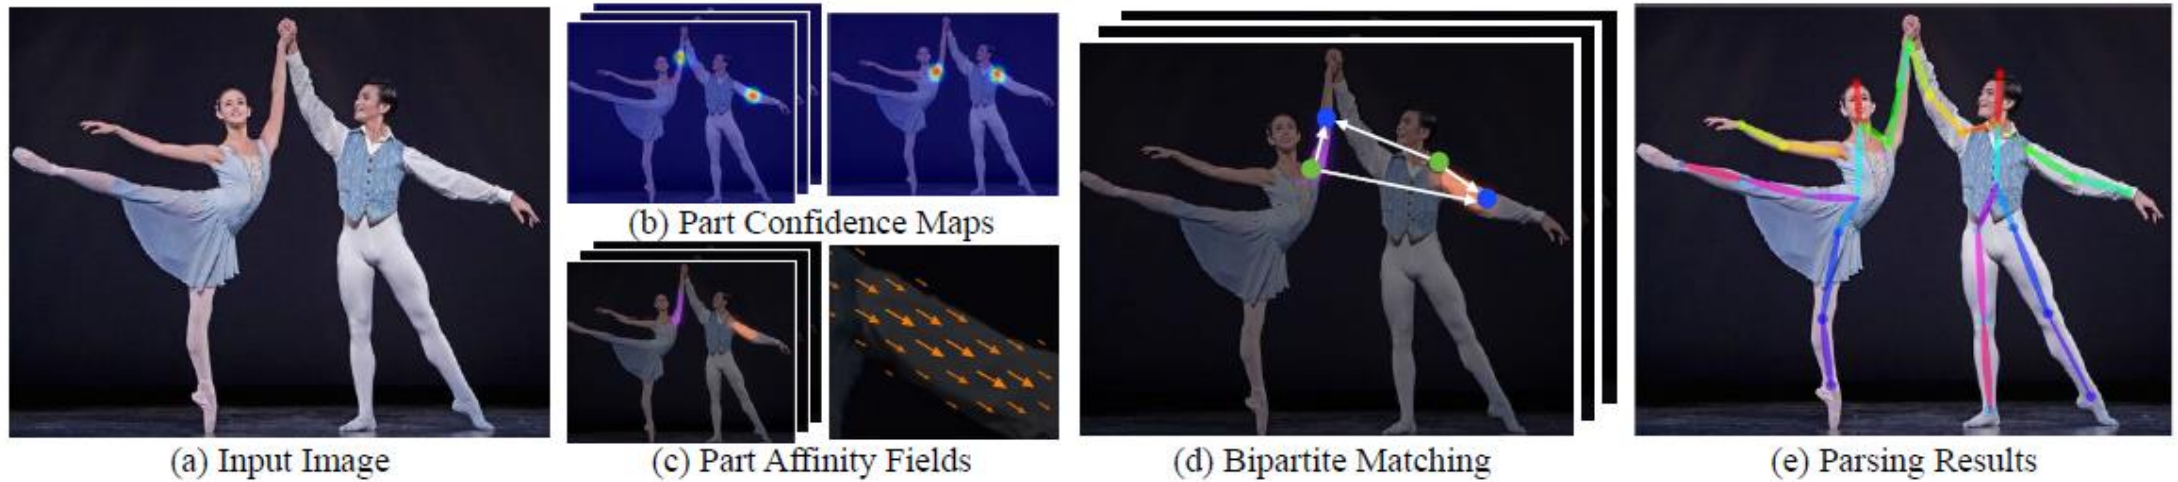 (a) Input Image
(b) Part Confidence Maps
(c) Part Affinity Fields
(d) Bipartite Matching
(e) Parsing Results